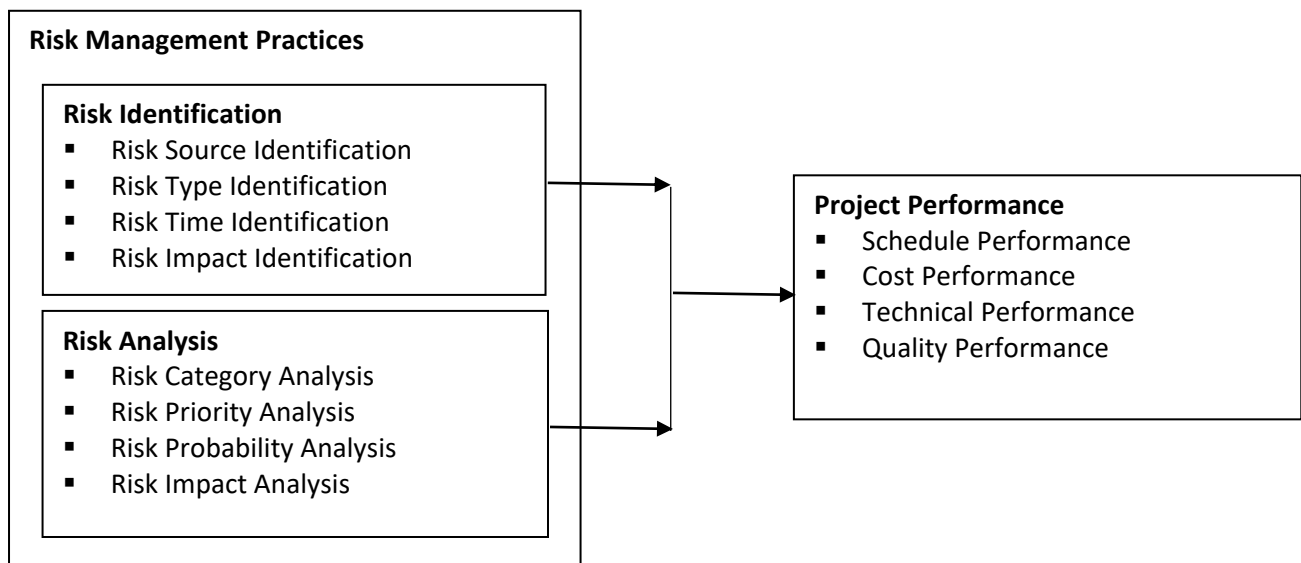 Risk Management Practices
Risk Identification
▪ Risk Source Identification
▪ Risk Type Identification
▪ Risk Time Identification
▪ Risk Impact Identification
Risk Analysis
▪ Risk Category Analysis
▪ Risk Priority Analysis
▪ Risk Probability Analysis
▪ Risk Impact Analysis
Project Performance
▪ Schedule Performance
▪ Cost Performance
▪ Technical Performance
▪ Quality Performance